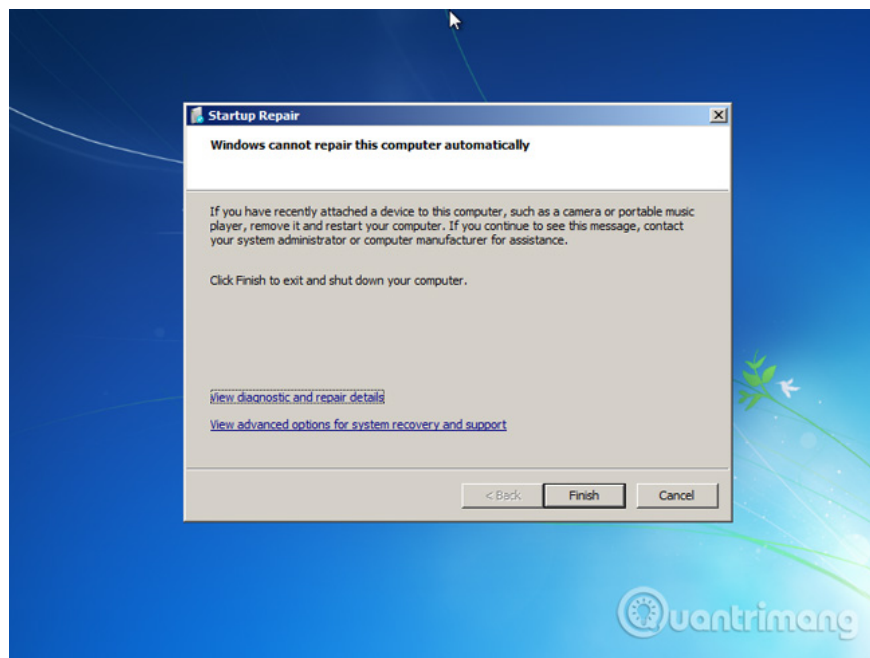 Startup Repair
Windows cannot repair this computer automatically
If you have recently attached a device to this computer, such as a camera or portable music
player, remove it and restart your computer. If you continue to see this message, contact
your system administrator or computer manufacturer for assistance.
Click Finish to exit and shut down your computer.
View diagnostic and repair details
View advanced options for system recovery and support
< Back Finish Cancel
Quantrimang